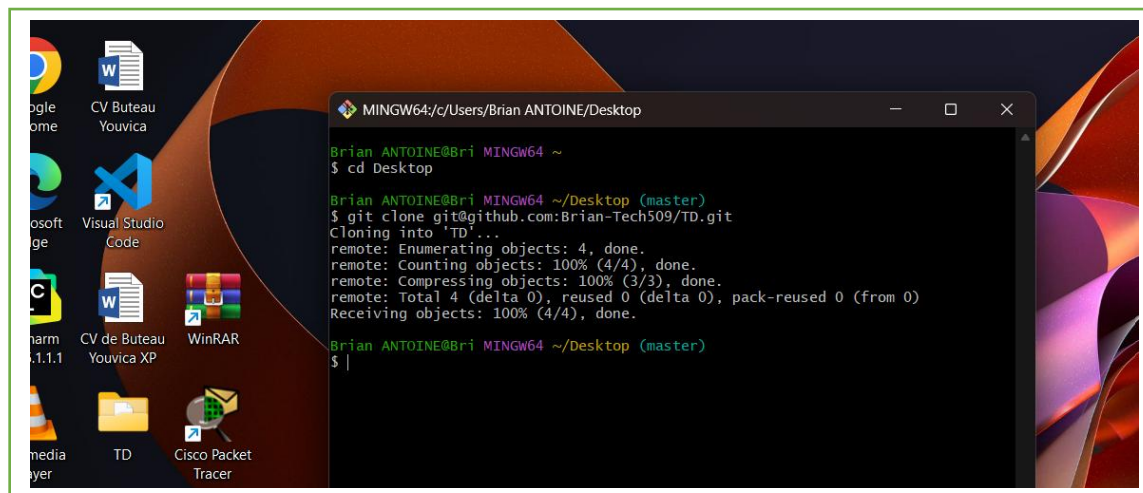 CV Buteau
Youvica
Visual Studio
Code
CV de Buteau
Youvica XP
WinRAR
TD
Cisco Packet
Tracer
ogle
ome
osoft
lge
harm
.1.1.1
media
ayer
MINGW64:/c/Users/Brian ANTOINE/Desktop
Brian ANTOINE@Bri MINGW64 ~
$ cd Desktop
Brian ANTOINE@Bri MINGW64 ~/Desktop (master)
$ git clone git@github.com:Brian-Tech509/TD.git
Cloning into 'TD'...
remote: Enumerating objects: 4, done.
remote: Counting objects: 100% (4/4), done.
remote: Compressing objects: 100% (3/3), done.
remote: Total 4 (delta 0), reused 0 (delta 0), pack-reused 0 (from 0)
Receiving objects: 100% (4/4), done.
Brian ANTOINE@Bri MINGW64 ~/Desktop (master)
$